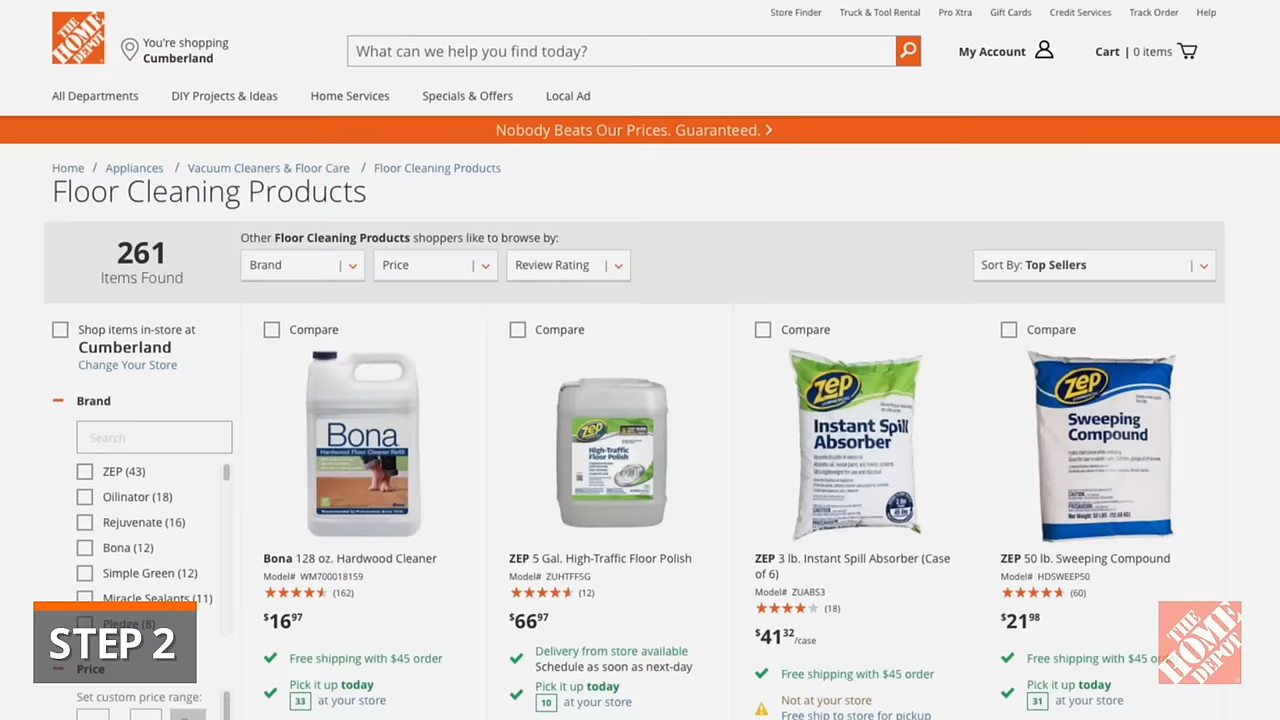 Store Finder Truck & Tool Rental Pro Xtra Gift Cards Credit Services Track Order Help
THE HOME DEPOT
You're shopping
Cumberland
What can we help you find today?
My Account
Cart | 0 items
All Departments DIY Projects & Ideas Home Services Specials & Offers Local Ad
Nobody Beats Our Prices. Guaranteed.
Home / Appliances / Vacuum Cleaners & Floor Care / Floor Cleaning Products
Floor Cleaning Products
261
Items Found
Other Floor Cleaning Products shoppers like to browse by:
Brand | Price | Review Rating |
Sort By: Top Sellers |
Shop items in-store at
Cumberland
Change Your Store
Brand
Search
ZEP (43)
Oilinator (18)
Rejuvenate (16)
Bona (12)
Simple Green (12)
Miracle Sealants (11)
Pledge (8)
Price
Set custom price range:
Compare
Bona
Hardwood Floor Cleaner Refill
Bona 128 oz. Hardwood Cleaner
Model# WM700018159
(162)
$1697
Free shipping with $45 order
Pick it up today
33 at your store
Compare
Zep
High-Traffic
Floor Polish
ZEP 5 Gal. High-Traffic Floor Polish
Model# ZUHTFF5G
(12)
$6697
Delivery from store available
Schedule as soon as next-day
Pick it up today
10 at your store
Compare
Zep
Instant Spill
Absorber
ZEP 3 lb. Instant Spill Absorber (Case
of 6)
Model# ZUABS3
(18)
$4132/case
Free shipping with $45 order
Not at your store
Free ship to store for pickup
Compare
Zep
Sweeping
Compound
ZEP 50 lb. Sweeping Compound
Model# HDSWEEP50
(60)
$2198
Free shipping with $45 order
Pick it up today
31 at your store
STEP 2
THE HOME DEPOT